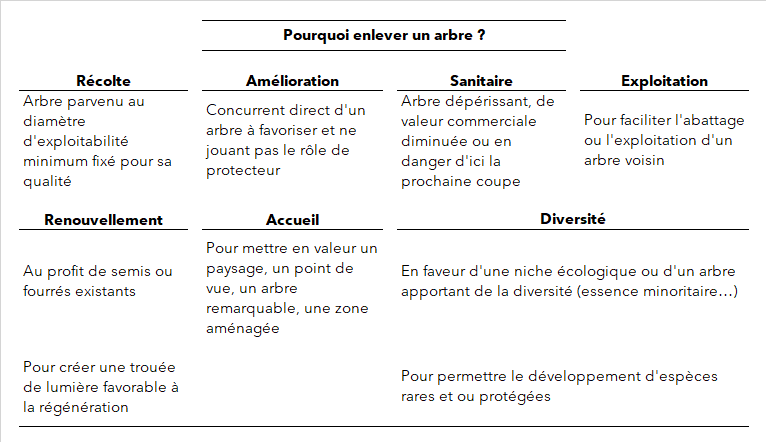 Pourquoi enlever un arbre ?
Récolte
Arbre parvenu au
diamètre
d'exploitabilité
minimum fixé pour sa
qualité
Amélioration
Concurrent direct d'un
arbre à favoriser et ne
jouant pas le rôle de
protecteur
Sanitaire
Arbre dépérissant, de
valeur commerciale
diminuée ou en
danger d'ici la
prochaine coupe
Exploitation
Pour faciliter l'abattage
ou l'exploitation d'un
arbre voisin
Renouvellement
Au profit de semis ou
fourrés existants
Pour créer une trouée
de lumière favorable à
la régénération
Accueil
Pour mettre en valeur un
paysage, un point de
vue, un arbre
remarquable, une zone
aménagée
Diversité
En faveur d'une niche écologique ou d'un arbre
apportant de la diversité (essence minoritaire…)
Pour permettre le développement d'espèces
rares et ou protégées